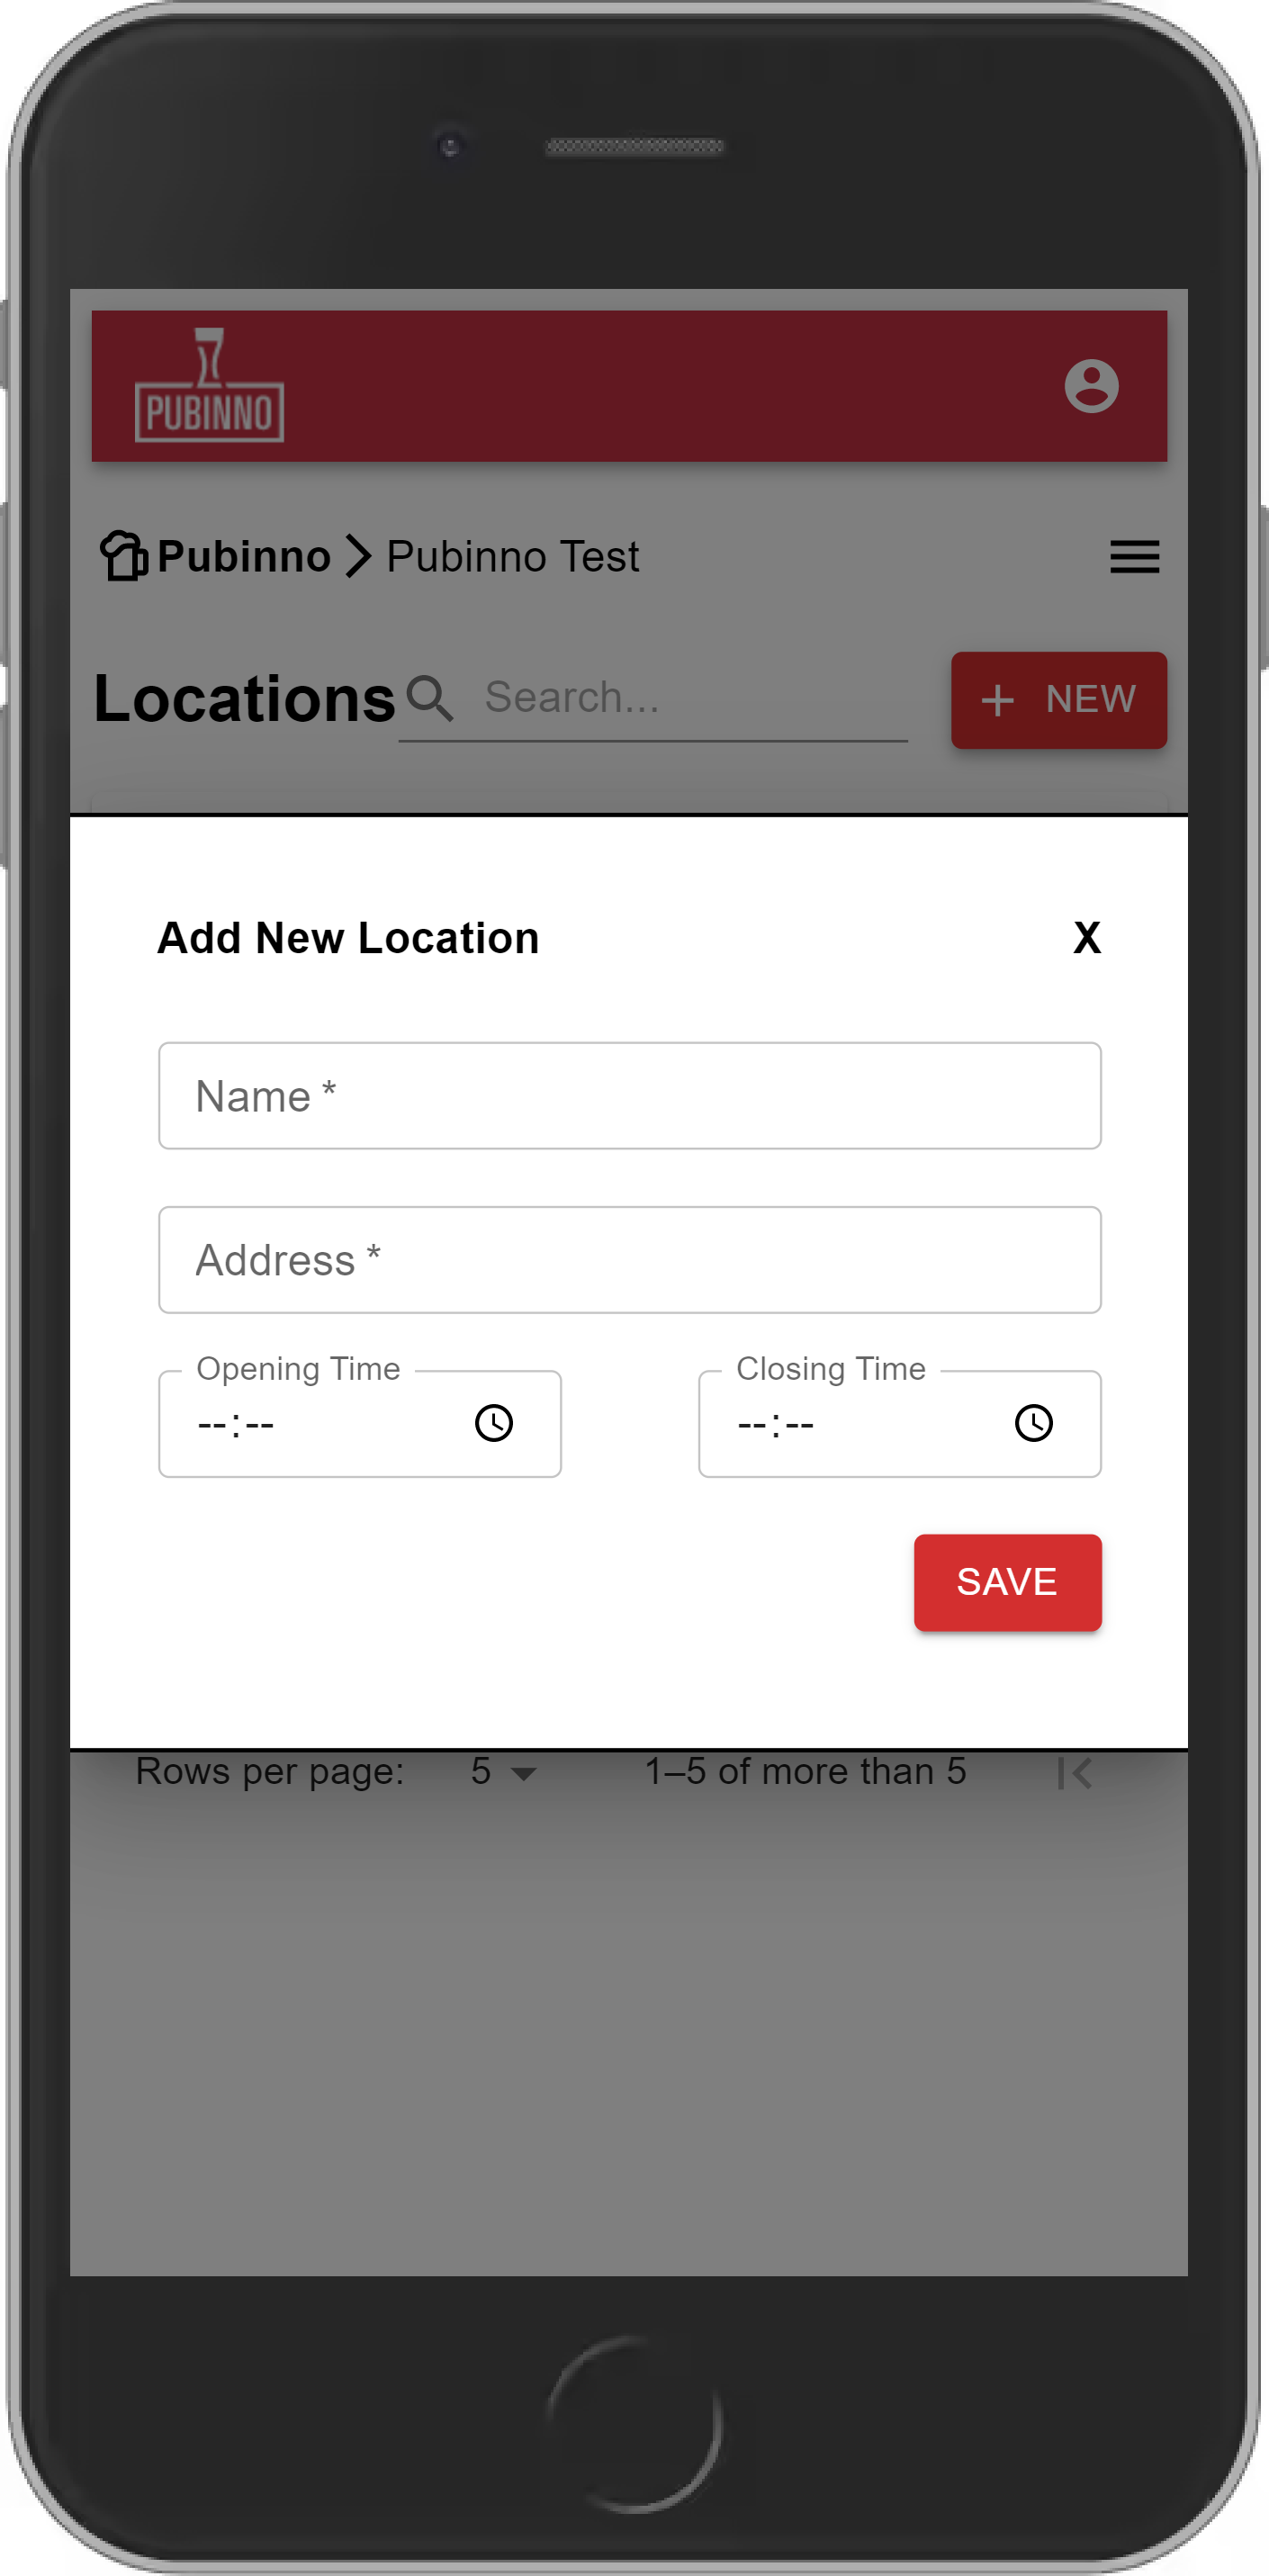 PUBINNO
Pubinno > Pubinno Test
Locations Search... + NEW
Add New Location X
Name *
Address *
Opening Time Closing Time
--:-- --:--
SAVE
Rows per page: 5 1–5 of more than 5